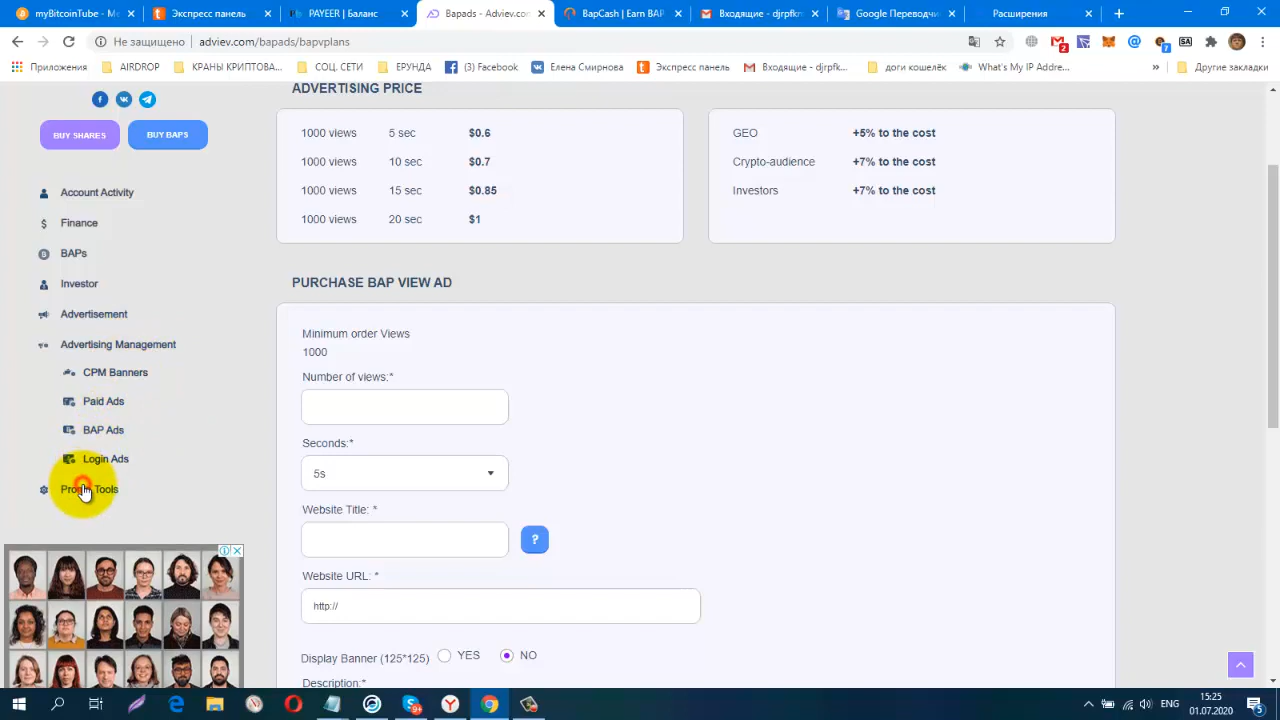 myBitcoinTube - Mo
Экспресс панель
PAYEER | Баланс
Bapads - Adviev.com
BapCash | Earn BAP
Входящие - djrpfkm
Google Переводчи
Расширения
Не защищено
adviev.com/bapads/bapvplans
2
7
Приложения
AIRDROP
КРАНЫ КРИПТОВА...
СОЦ. СЕТИ
ЕРУНДА
(3) Facebook
Елена Смирнова
Экспресс панель
Входящие - djrpfk...
доги кошелёк
What's My IP Addre...
»
Другие закладки
BUY SHARES
BUY BAPS
Account Activity
Finance
BAPs
Investor
Advertisement
Advertising Management
CPM Banners
Paid Ads
BAP Ads
Login Ads
Tools
ADVERTISING PRICE
1000 views 5 sec $0.6
1000 views 10 sec $0.7
1000 views 15 sec $0.85
1000 views 20 sec $1
GEO +5% to the cost
Crypto-audience +7% to the cost
Investors +7% to the cost
PURCHASE BAP VIEW AD
Minimum order Views
1000
Number of views:*
Seconds:*
5s
Website Title: *
?
Website URL: *
http://
Display Banner (125*125) YES NO
Description:*
ENG
15:25
01.07.2020
5